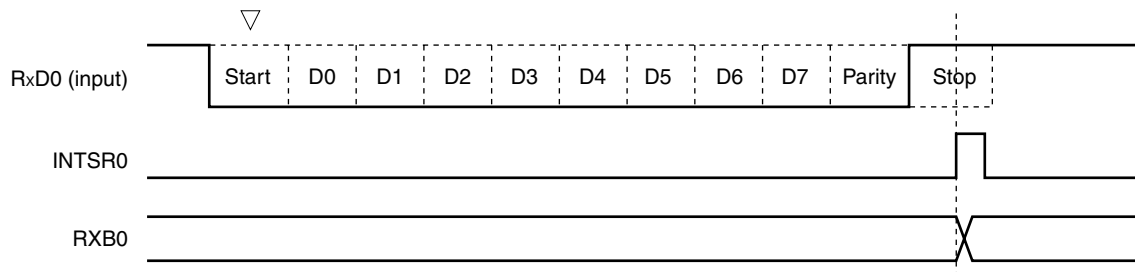 RxD0 (input) Start D0 D1 D2 D3 D4 D5 D6 D7 Parity Stop
INTSR0
RXB0